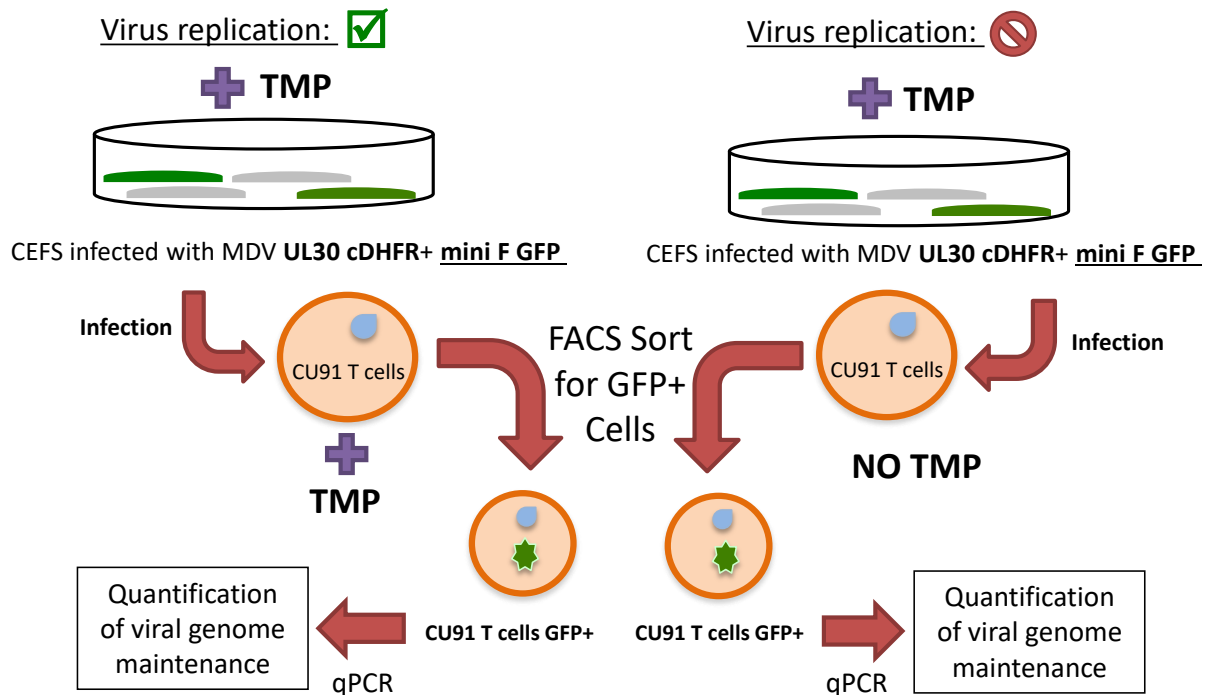 Virus replication:
TMP
CEFS infected with MDV UL30 cDHFR+ mini F GFP
Infection
CU91 T cells
TMP
Virus replication:
TMP
CEFS infected with MDV UL30 cDHFR+ mini F GFP
Infection
CU91 T cells
NO TMP
FACS Sort
for GFP+
Cells
CU91 T cells GFP+
qPCR
Quantification
of viral genome
maintenance
CU91 T cells GFP+
qPCR
Quantification
of viral genome
maintenance